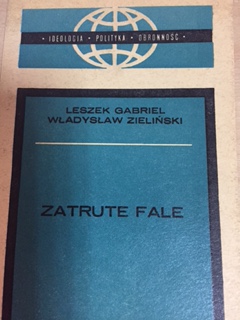 • IDEOLOGIA • POLITYKA • OBRONNOŚĆ •
LESZEK GABRIEL
WŁADYSŁAW ZIELIŃSKI
ZATRUTE FALE